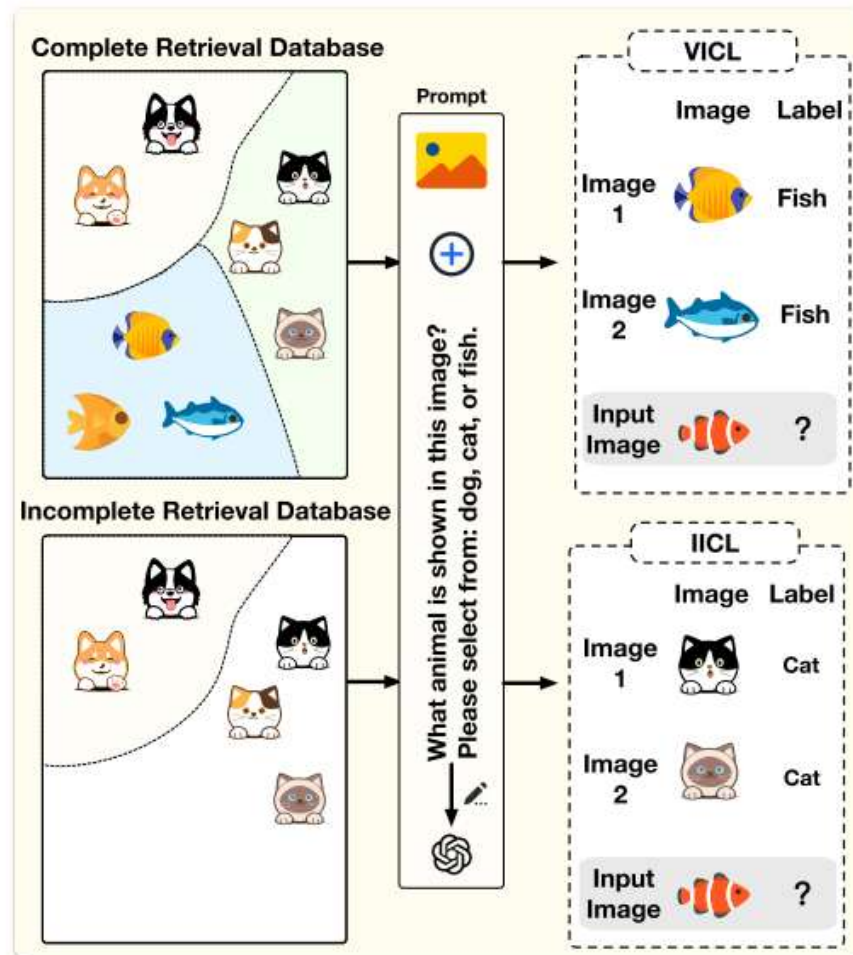 Complete Retrieval Database
Prompt
What animal is shown in this image?
Please select from: dog, cat, or fish.
VICL
Image Label
Image
1
Fish
Image
2
Fish
Input
Image
?
Incomplete Retrieval Database
IICL
Image Label
Image
1
Cat
Image
2
Cat
Input
Image
?